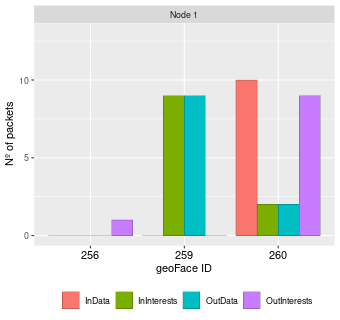 Node 1
Nº of packets
10
5
0
256 259 260
geoFace ID
InData InInterests OutData OutInterests